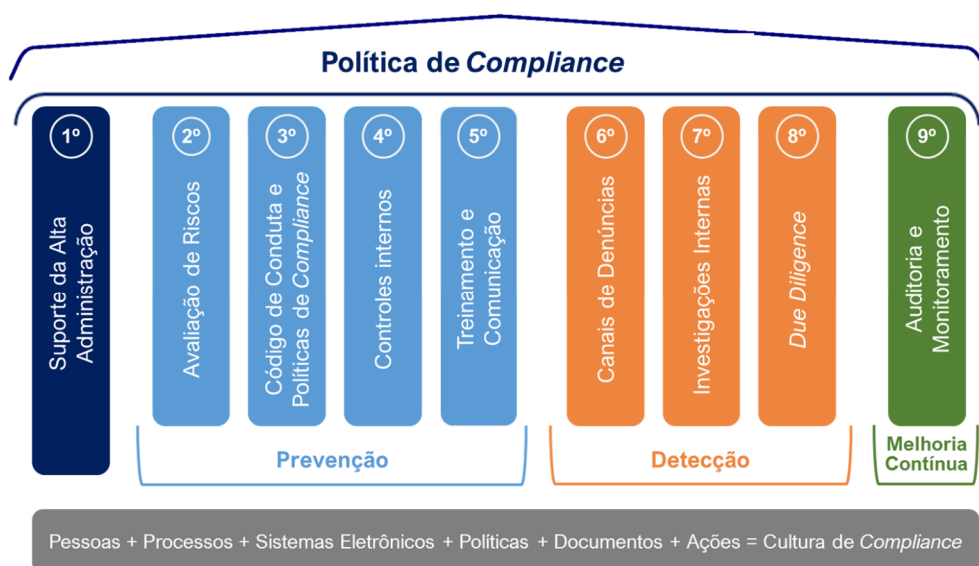 Política de Compliance
1º
Suporte da Alta
Administração
2º
Avaliação de Riscos
3º
Código de Conduta e
Políticas de Compliance
4º
Controles internos
5º
Treinamento e
Comunicação
6º
Canais de Denúncias
7º
Investigações Internas
8º
Due Diligence
9º
Auditoria e
Monitoramento
Prevenção
Detecção
Melhoria
Contínua
Pessoas + Processos + Sistemas Eletrônicos + Políticas + Documentos + Ações = Cultura de Compliance